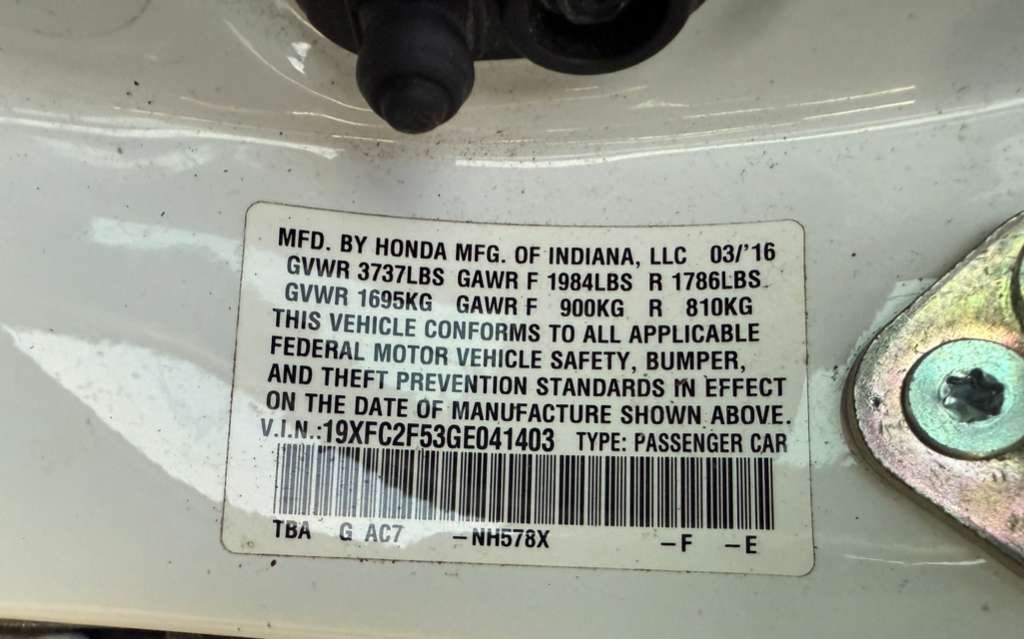 MFD. BY HONDA MFG. OF INDIANA, LLC 03/'16
GVWR 3737LBS GAWR F 1984LBS R 1786LBS
GVWR 1695KG GAWR F 900KG R 810KG
THIS VEHICLE CONFORMS TO ALL APPLICABLE
FEDERAL MOTOR VEHICLE SAFETY, BUMPER,
AND THEFT PREVENTION STANDARDS IN EFFECT
ON THE DATE OF MANUFACTURE SHOWN ABOVE.
V.I.N.:19XFC2F53GE041403 TYPE: PASSENGER CAR
TBA G AC7 -NH578X -F -E